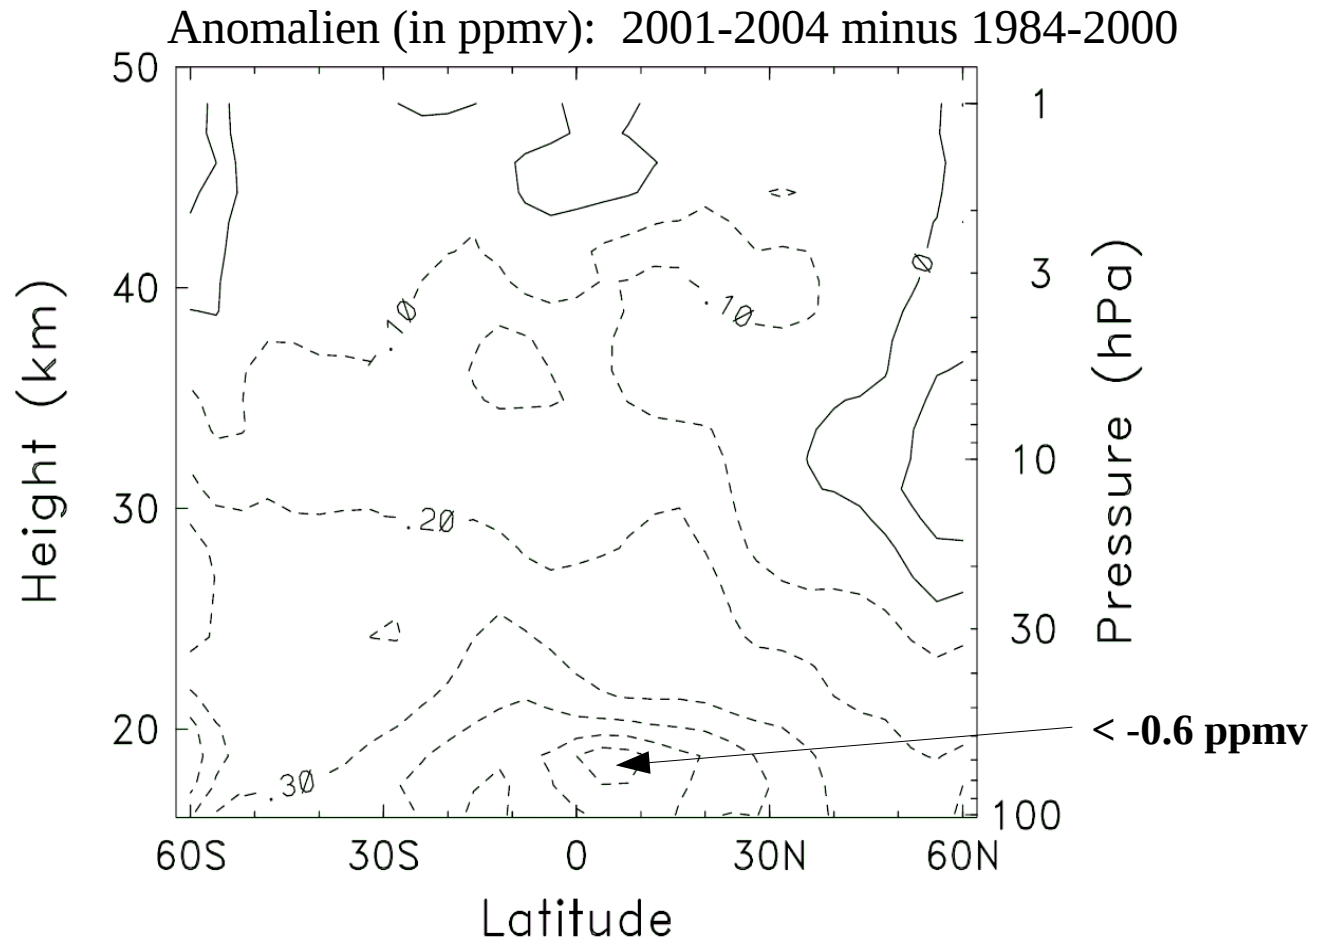 Anomalien (in ppmv):  2001-2004 minus 1984-2000
50
40
30
20
Height (km)
1
3
10
30
100
Pressure (hPa)
.10
.10
0
.20
.30
< -0.6 ppmv
60S 30S 0 30N 60N
Latitude